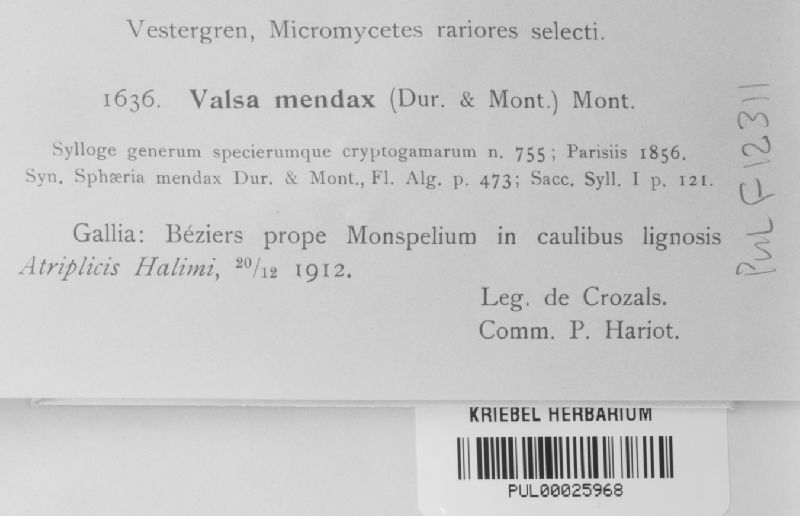 Vestergren, Micromycetes rariores selecti.
1636. Valsa mendax (Dur. & Mont.) Mont.
Sylloge generum specierumque cryptogamarum n. 755; Parisiis 1856.
Syn. Sphæria mendax Dur. & Mont., Fl. Alg. p. 473; Sacc. Syll. I p. 121.
Gallia: Béziers prope Monspelium in caulibus lignosis
Atriplicis Halimi, 20/12 1912.
Leg. de Crozals.
Comm. P. Hariot.
PUL F12311
KRIEBEL HERBARIUM
PUL00025968